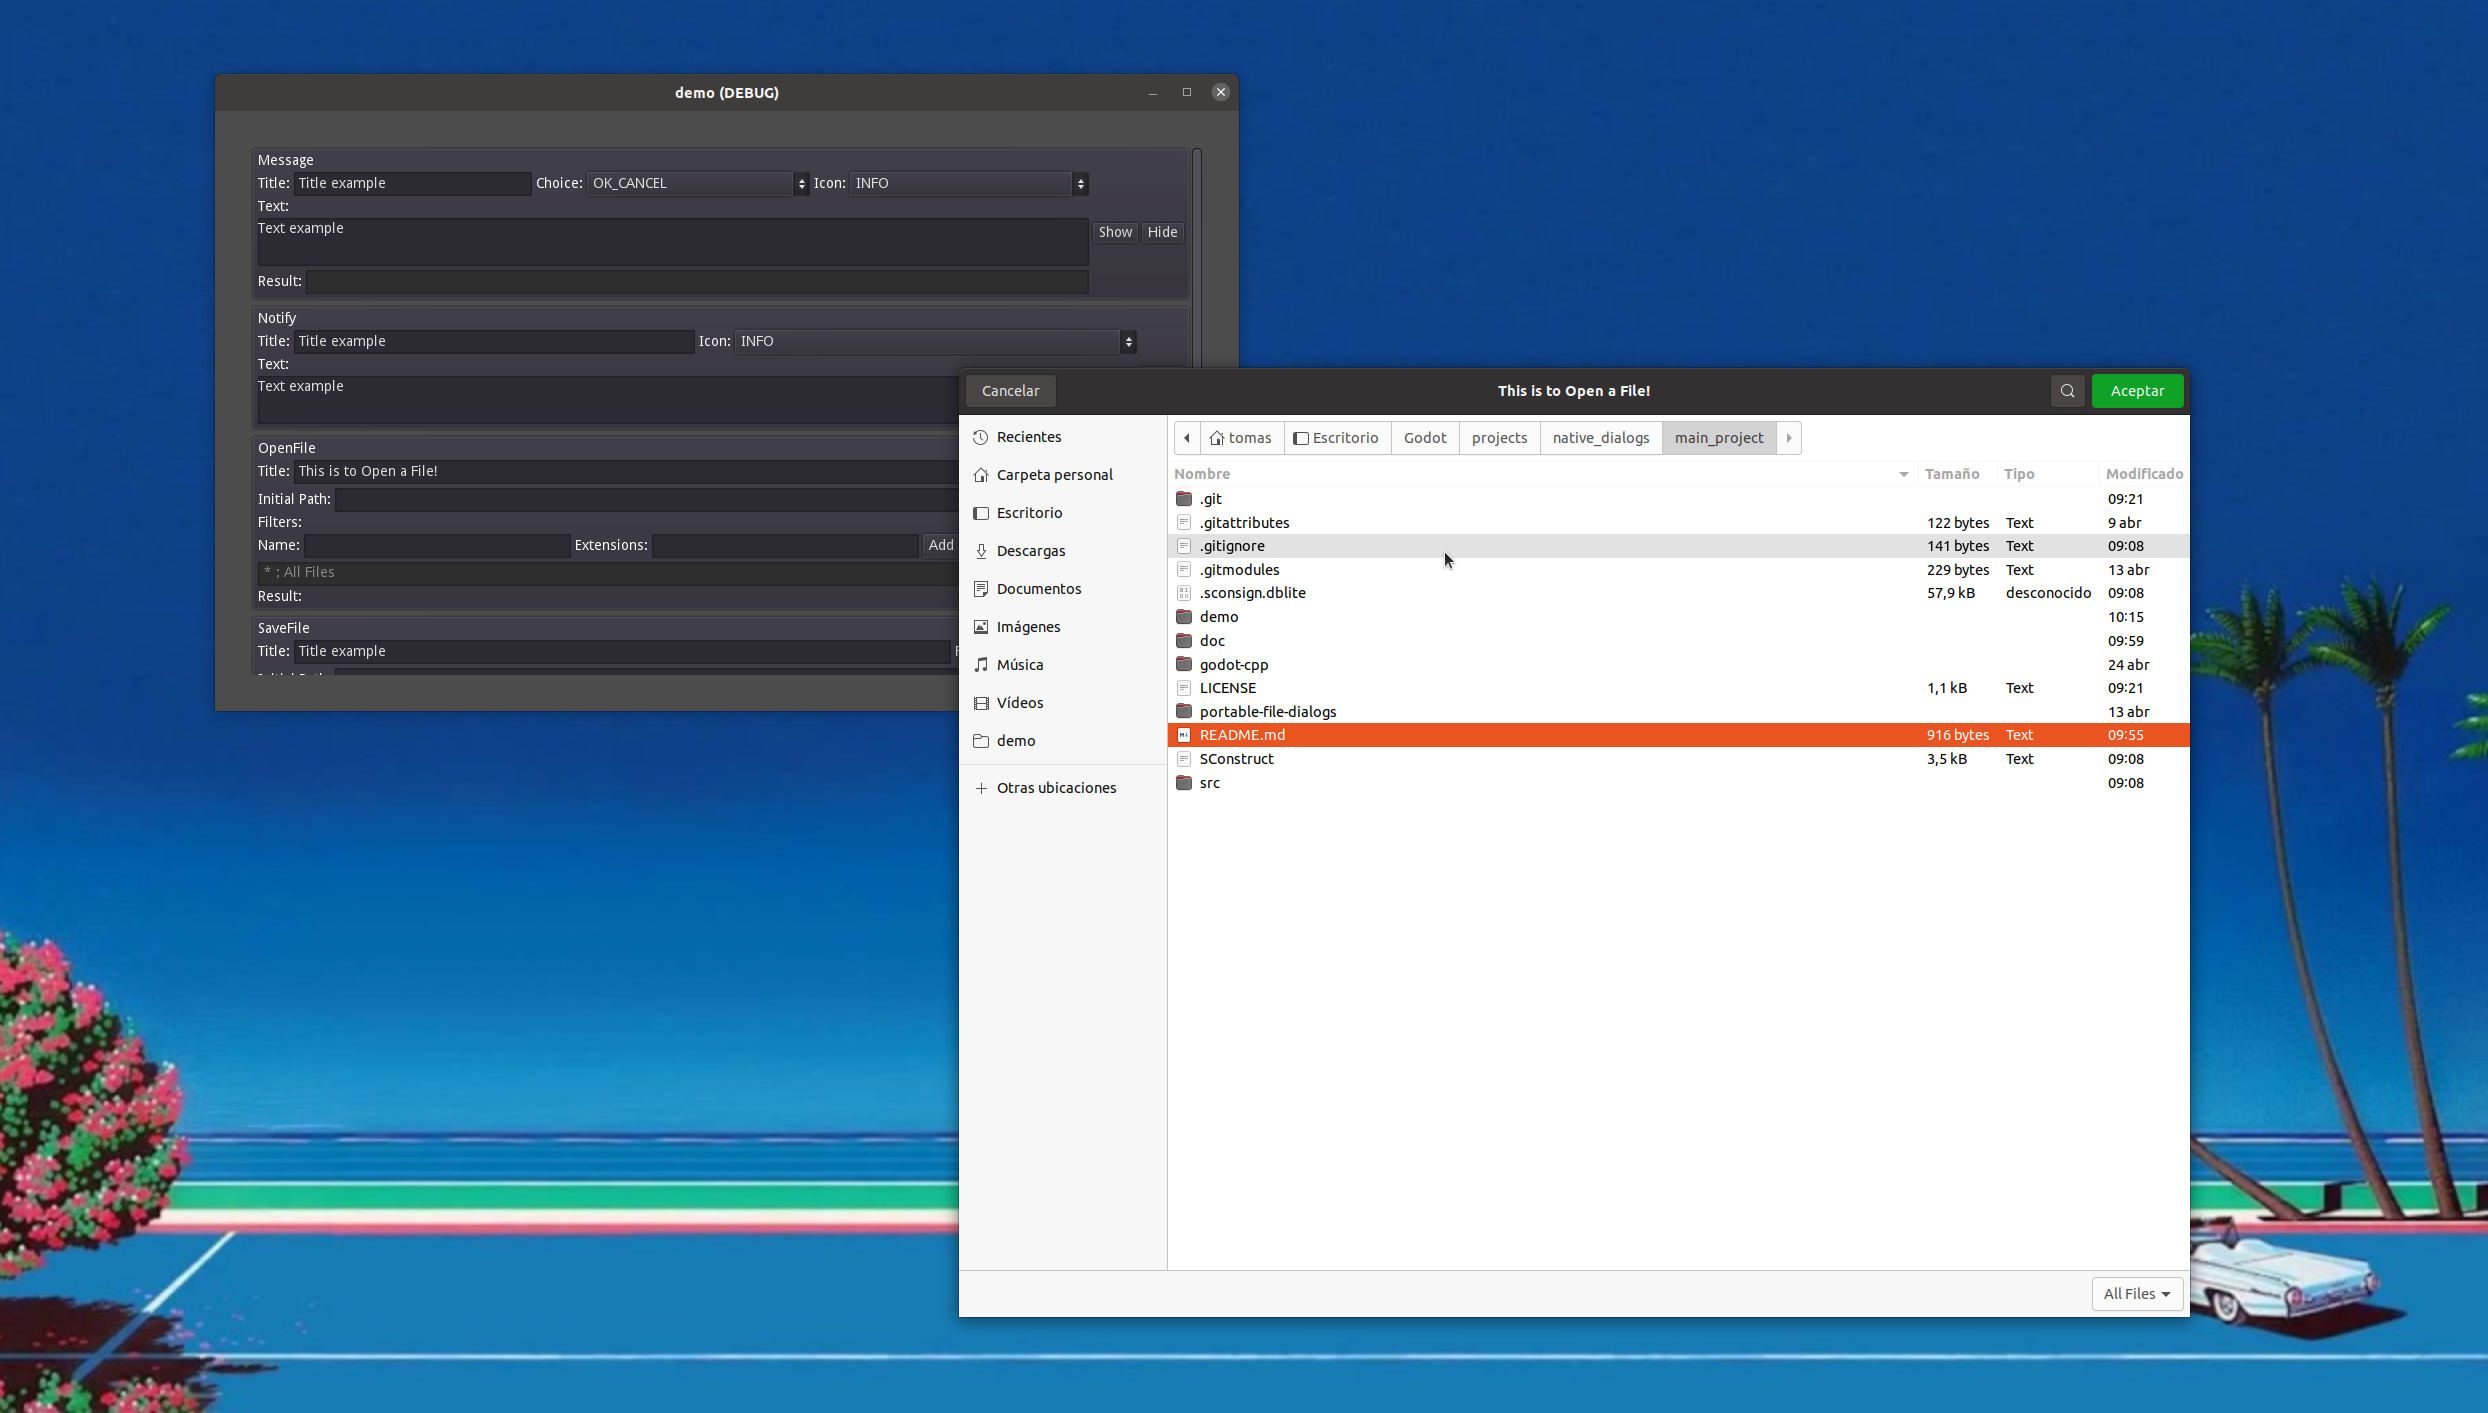 demo (DEBUG)
Message
Title: Title example Choice: OK_CANCEL Icon: INFO
Text:
Text example
Show Hide
Result:
Notify
Title: Title example Icon: INFO
Text:
Text example
OpenFile
Title: This is to Open a File!
Initial Path:
Filters:
Name: Extensions: Add
* ; All Files
Result:
SaveFile
Title: Title example
Cancelar This is to Open a File! Aceptar
Recientes
Carpeta personal
Escritorio
Descargas
Documentos
Imágenes
Música
Vídeos
demo
Otras ubicaciones
tomas Escritorio Godot projects native_dialogs main_project
Nombre Tamaño Tipo Modificado
.git 09:21
.gitattributes 122 bytes Text 9 abr
.gitignore 141 bytes Text 09:08
.gitmodules 229 bytes Text 13 abr
.sconsign.dblite 57,9 kB desconocido 09:08
demo 10:15
doc 09:59
godot-cpp 24 abr
LICENSE 1,1 kB Text 09:21
portable-file-dialogs 13 abr
README.md 916 bytes Text 09:55
SConstruct 3,5 kB Text 09:08
src 09:08
All Files